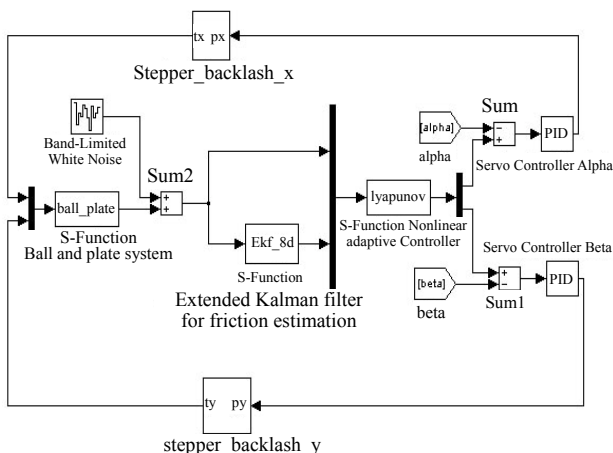 tx px
Stepper_backlash_x
Band-Limited
White Noise
Sum2
+
+
ball_plate
S-Function
Ball and plate system
Ekf_8d
S-Function
Extended Kalman filter
for friction estimation
lyapunov
S-Function Nonlinear
adaptive Controller
[alpha]
alpha
Sum
−
+
PID
Servo Controller Alpha
Servo Controller Beta
[beta]
beta
+
−
Sum1
PID
ty py
stepper_backlash_y